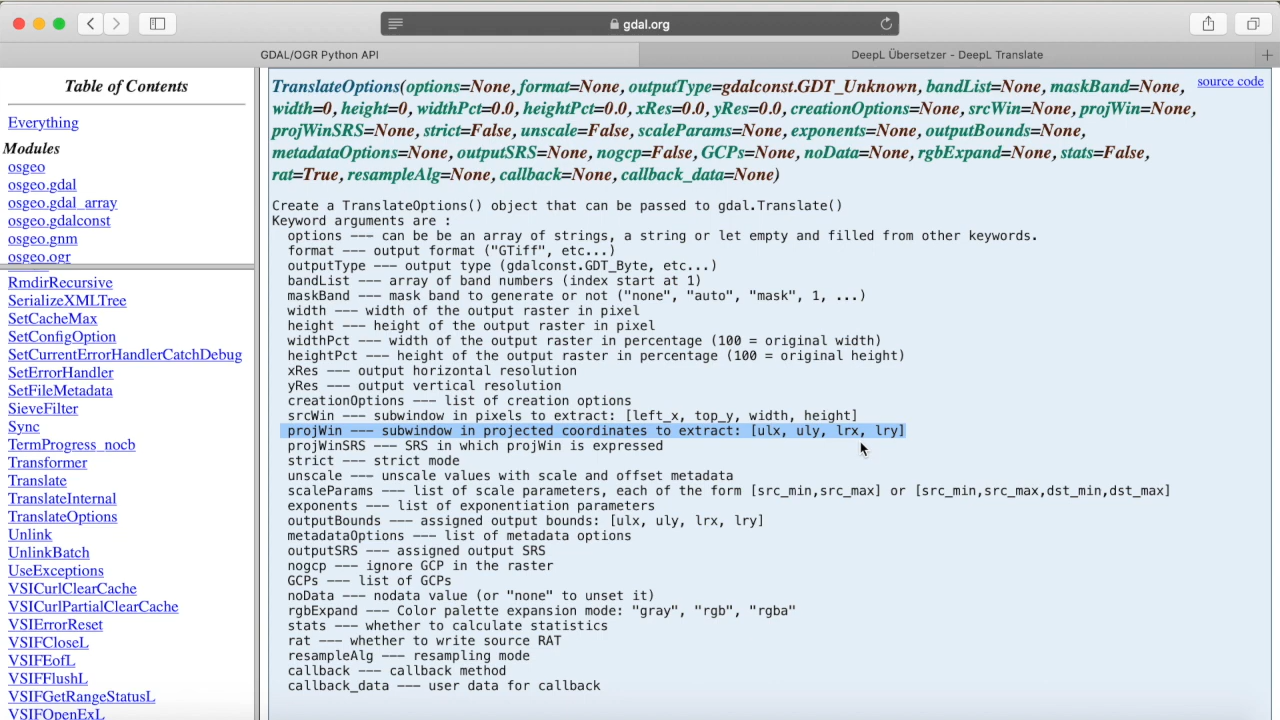 gdal.org
GDAL/OGR Python API
DeepL Übersetzer - DeepL Translate
Table of Contents
Everything
Modules
osgeo
osgeo.gdal
osgeo.gdal_array
osgeo.gdalconst
osgeo.gnm
osgeo.ogr
RmdirRecursive
SerializeXMLTree
SetCacheMax
SetConfigOption
SetCurrentErrorHandlerCatchDebug
SetErrorHandler
SetFileMetadata
SieveFilter
Sync
TermProgress_nocb
Transformer
Translate
TranslateInternal
TranslateOptions
Unlink
UnlinkBatch
UseExceptions
VSICurlClearCache
VSICurlPartialClearCache
VSIErrorReset
VSIFCloseL
VSIFEofL
VSIFFlushL
VSIFGetRangeStatusL
VSIFOpenExL
source code
TranslateOptions(options=None, format=None, outputType=gdalconst.GDT_Unknown, bandList=None, maskBand=None,
width=0, height=0, widthPct=0.0, heightPct=0.0, xRes=0.0, yRes=0.0, creationOptions=None, srcWin=None, projWin=None,
projWinSRS=None, strict=False, unscale=False, scaleParams=None, exponents=None, outputBounds=None,
metadataOptions=None, outputSRS=None, nogcp=False, GCPs=None, noData=None, rgbExpand=None, stats=False,
rat=True, resampleAlg=None, callback=None, callback_data=None)
Create a TranslateOptions() object that can be passed to gdal.Translate()
Keyword arguments are :
options --- can be be an array of strings, a string or let empty and filled from other keywords.
format --- output format ("GTiff", etc...)
outputType --- output type (gdalconst.GDT_Byte, etc...)
bandList --- array of band numbers (index start at 1)
maskBand --- mask band to generate or not ("none", "auto", "mask", 1, ...)
width --- width of the output raster in pixel
height --- height of the output raster in pixel
widthPct --- width of the output raster in percentage (100 = original width)
heightPct --- height of the output raster in percentage (100 = original height)
xRes --- output horizontal resolution
yRes --- output vertical resolution
creationOptions --- list of creation options
srcWin --- subwindow in pixels to extract: [left_x, top_y, width, height]
projWin --- subwindow in projected coordinates to extract: [ulx, uly, lrx, lry]
projWinSRS --- SRS in which projWin is expressed
strict --- strict mode
unscale --- unscale values with scale and offset metadata
scaleParams --- list of scale parameters, each of the form [src_min,src_max] or [src_min,src_max,dst_min,dst_max]
exponents --- list of exponentiation parameters
outputBounds --- assigned output bounds: [ulx, uly, lrx, lry]
metadataOptions --- list of metadata options
outputSRS --- assigned output SRS
nogcp --- ignore GCP in the raster
GCPs --- list of GCPs
noData --- nodata value (or "none" to unset it)
rgbExpand --- Color palette expansion mode: "gray", "rgb", "rgba"
stats --- whether to calculate statistics
rat --- whether to write source RAT
resampleAlg --- resampling mode
callback --- callback method
callback_data --- user data for callback